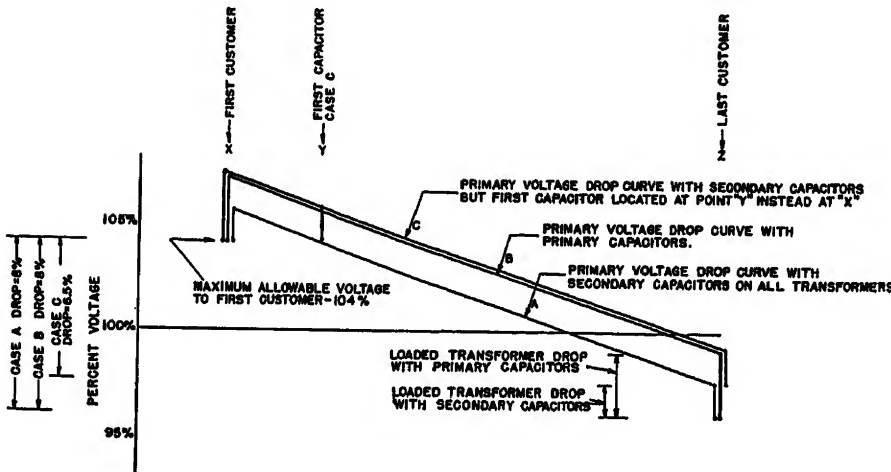 X ← FIRST CUSTOMER
Y ← FIRST CAPACITOR
CASE C
Z ← LAST CUSTOMER
PRIMARY VOLTAGE DROP CURVE WITH SECONDARY CAPACITORS
BUT FIRST CAPACITOR LOCATED AT POINT "Y" INSTEAD AT "X"
C
105%
PRIMARY VOLTAGE DROP CURVE WITH
PRIMARY CAPACITORS.
B
PRIMARY VOLTAGE DROP CURVE WITH
SECONDARY CAPACITORS ON ALL TRANSFORMERS
A
MAXIMUM ALLOWABLE VOLTAGE
TO FIRST CUSTOMER-104%
CASE A DROP=8%
CASE B DROP=8%
CASE C
DROP=6.5%
PERCENT VOLTAGE
100%
LOADED TRANSFORMER DROP
WITH PRIMARY CAPACITORS
LOADED TRANSFORMER DROP
WITH SECONDARY CAPACITORS
95%